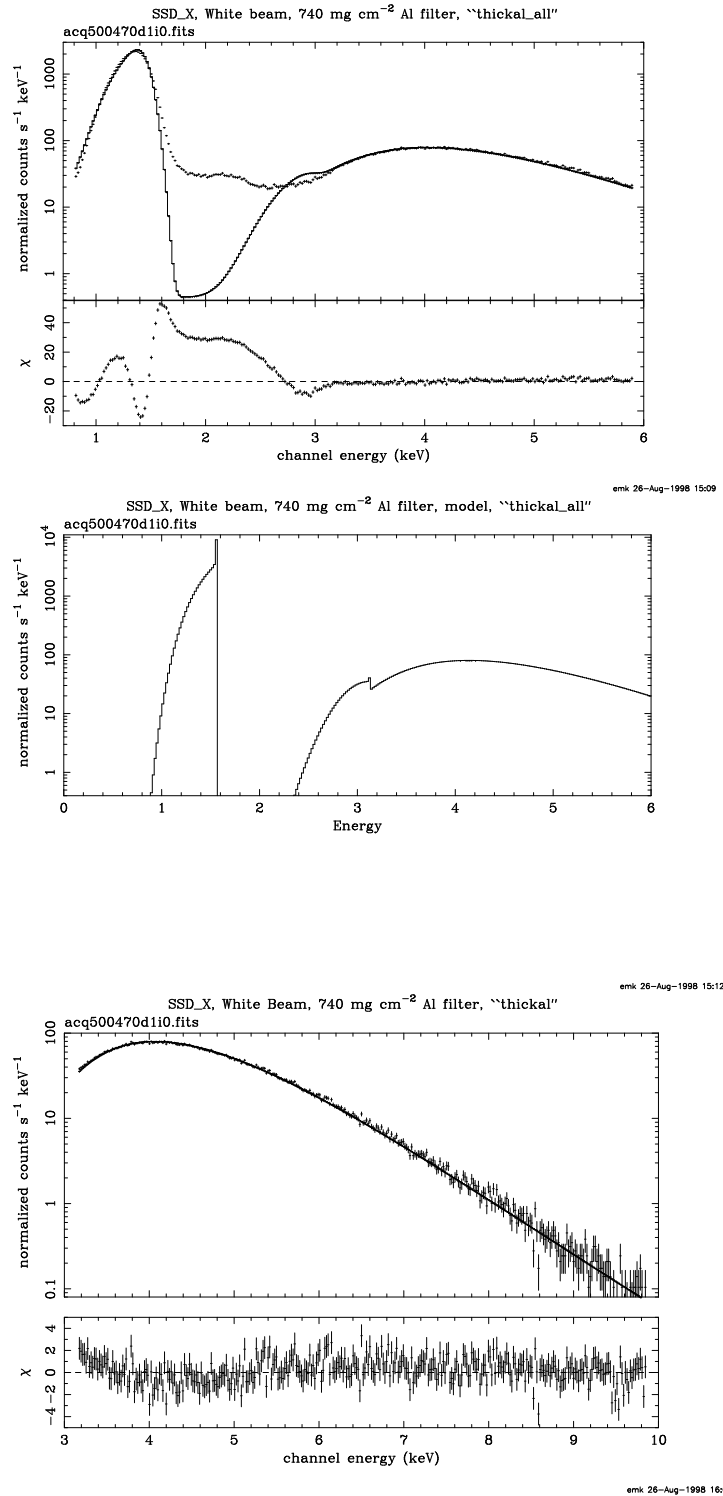 SSD_X, White beam, 740 mg cm⁻² Al filter, ``thickal_all''
acq500470d1i0.fits
normalized counts s⁻¹ keV⁻¹
1000
100
10
1
χ
40
20
0
−20
1 2 3 4 5 6
channel energy (keV)
emk 26−Aug−1998 15:09
SSD_X, White beam, 740 mg cm⁻² Al filter, model, ``thickal_all''
acq500470d1i0.fits
normalized counts s⁻¹ keV⁻¹
10⁴
1000
100
10
1
0 1 2 3 4 5 6
Energy
emk 26−Aug−1998 15:12
SSD_X, White Beam, 740 mg cm⁻² Al filter, ``thickal''
acq500470d1i0.fits
normalized counts s⁻¹ keV⁻¹
100
10
1
0.1
χ
4
2
0
−2
−4
3 4 5 6 7 8 9 10
channel energy (keV)
emk 26−Aug−1998 16: